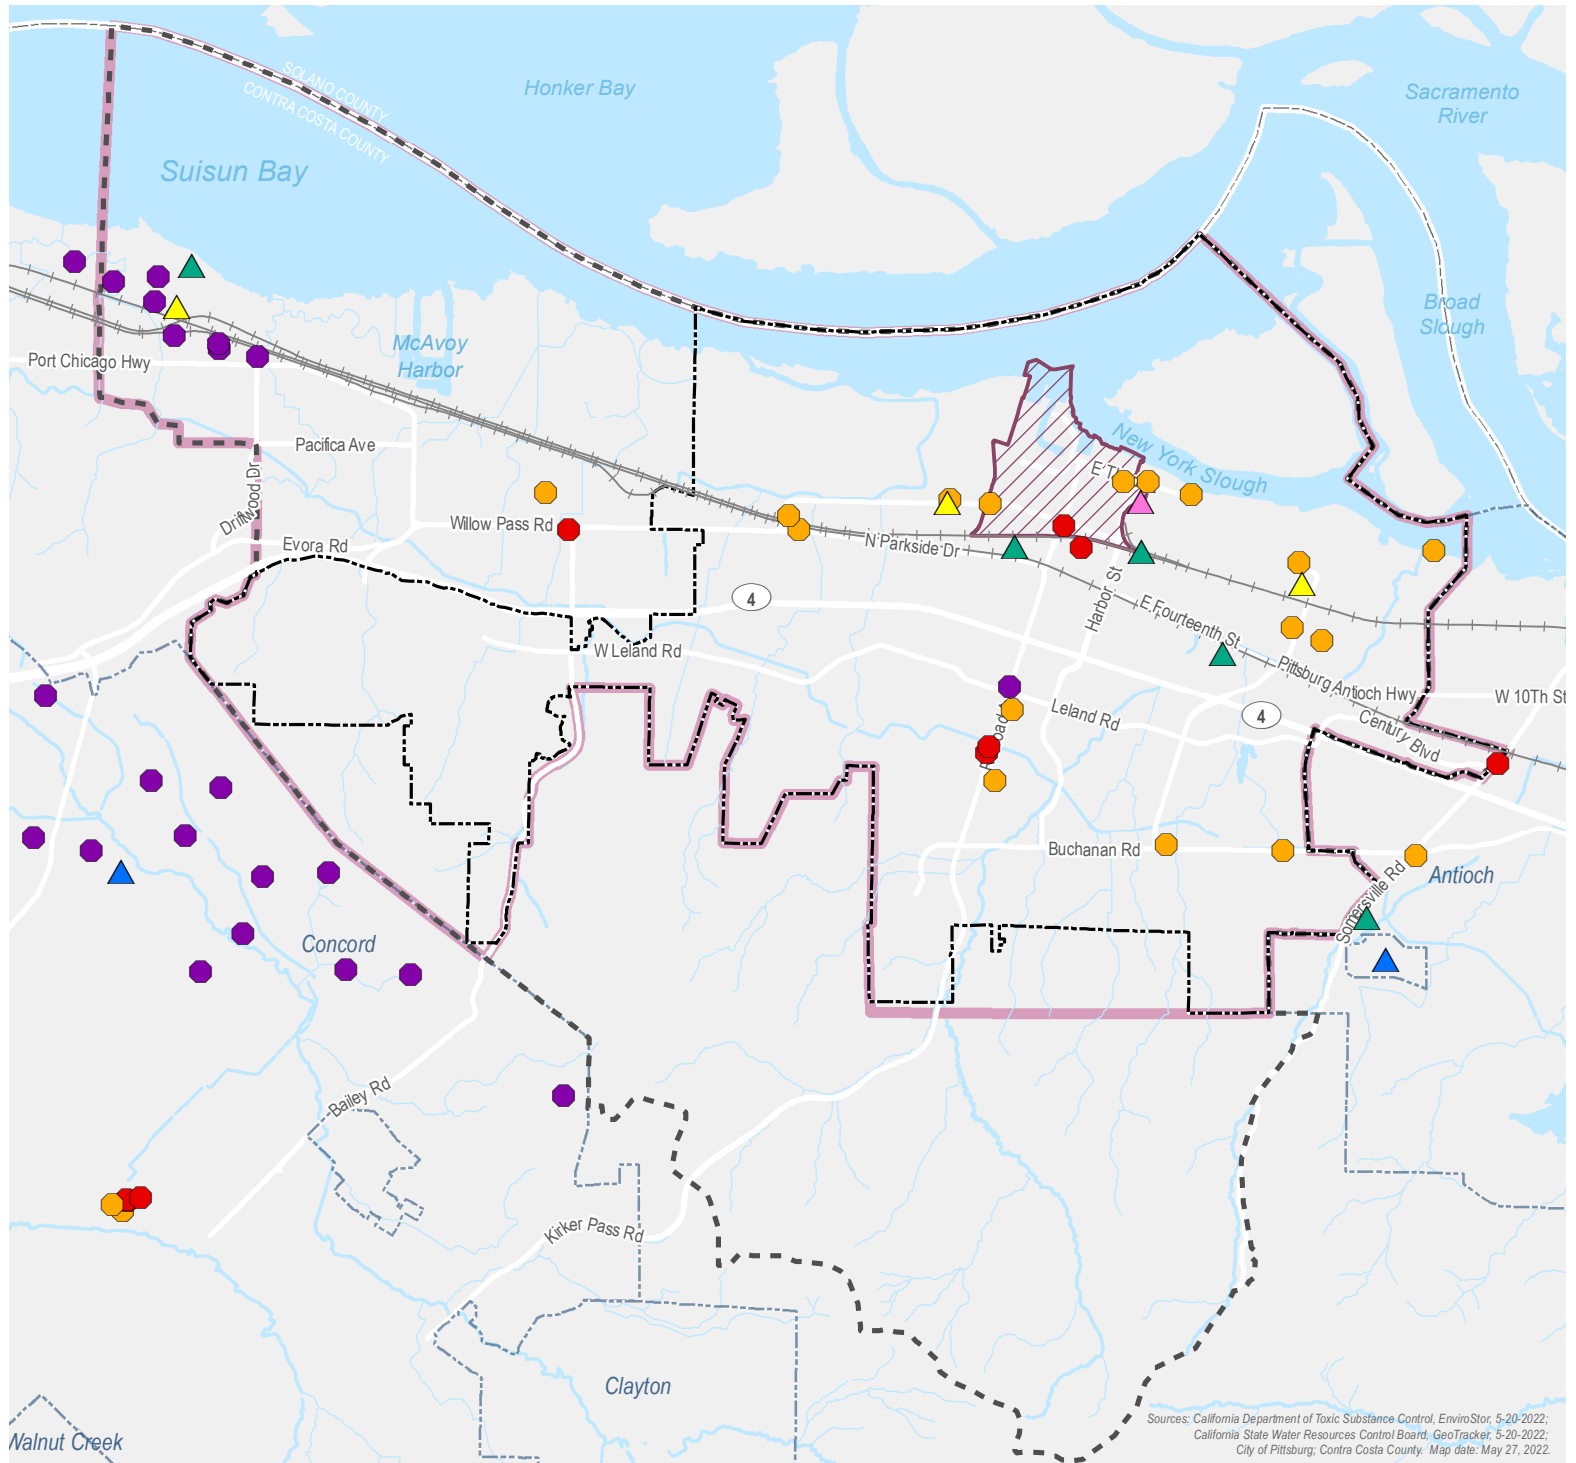 SOLANO COUNTY
CONTRA COSTA COUNTY
Honker Bay
Sacramento
River
Suisun Bay
Broad
Slough
McAvoy
Harbor
Port Chicago Hwy
New York Slough
Pacifica Ave
Driftwood Dr
Willow Pass Rd
Evora Rd
N Parkside Dr
4
Harbor St
E Fourteenth St
W Leland Rd
Pittsburg Antioch Hwy
W 10Th St
Leland Rd
4
Century Blvd
Buchanan Rd
Somersville Rd
Antioch
Concord
Bailey Rd
Kirker Pass Rd
Clayton
Walnut Creek
Sources: California Department of Toxic Substance Control, EnviroStor, 5-20-2022;
California State Water Resources Control Board, GeoTracker, 5-20-2022;
City of Pittsburg; Contra Costa County. Map date: May 27, 2022.